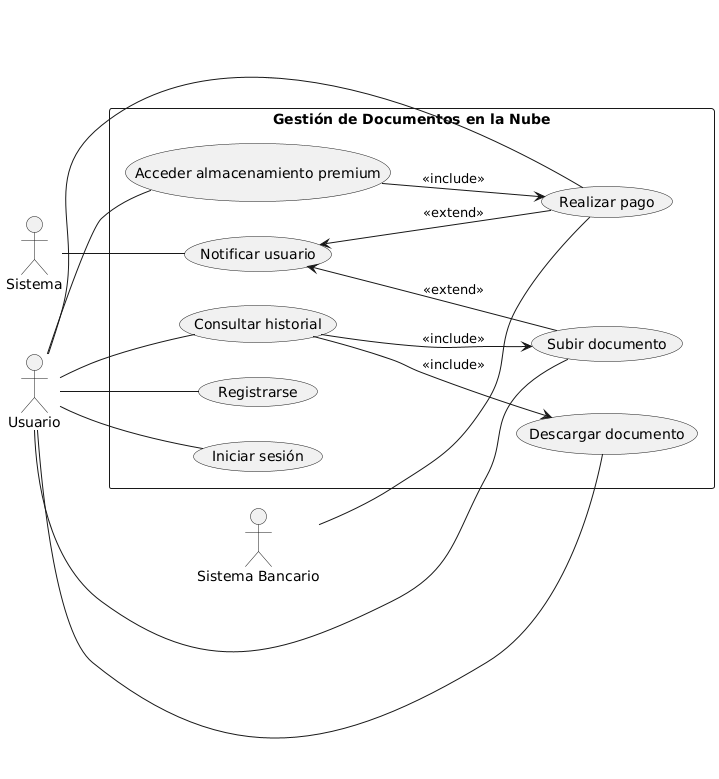 Gestión de Documentos en la Nube
Acceder almacenamiento premium
«include»
Realizar pago
«extend»
Sistema
Notificar usuario
«extend»
Consultar historial
«include»
Subir documento
«include»
Usuario
Registrarse
Descargar documento
Iniciar sesión
Sistema Bancario